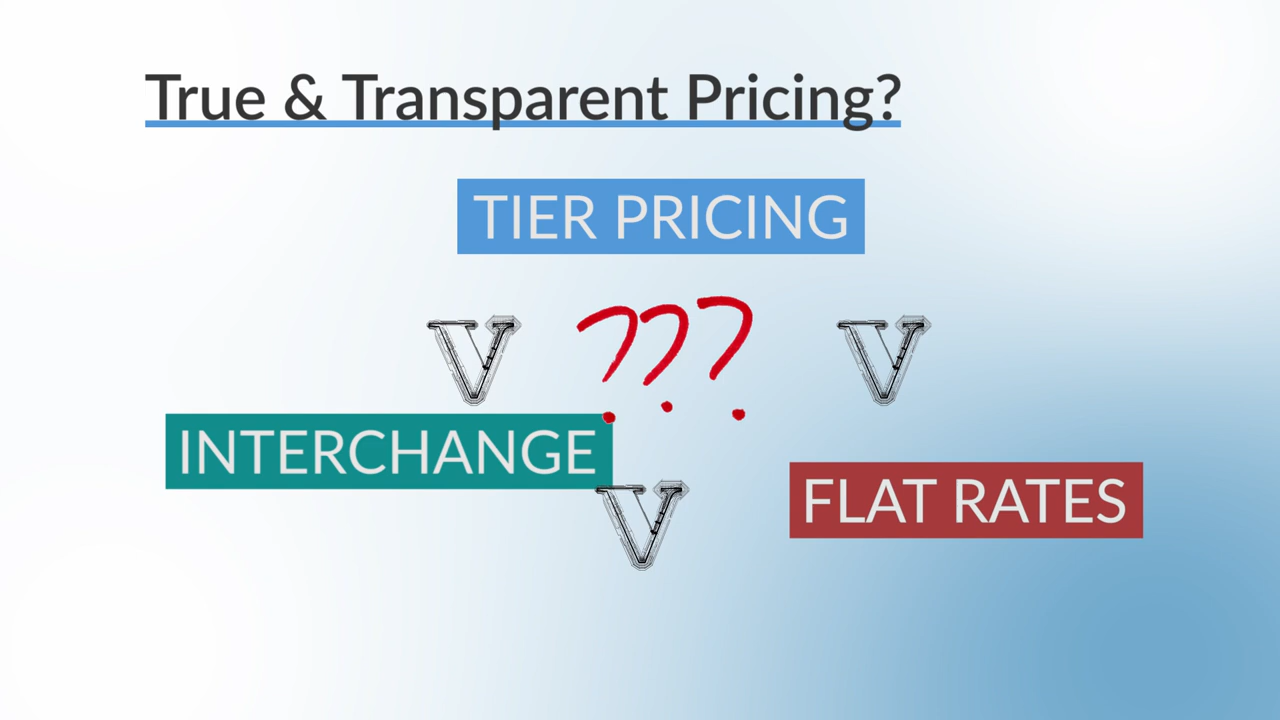 True & Transparent Pricing?
TIER PRICING
V ??? V
INTERCHANGE
V
FLAT RATES